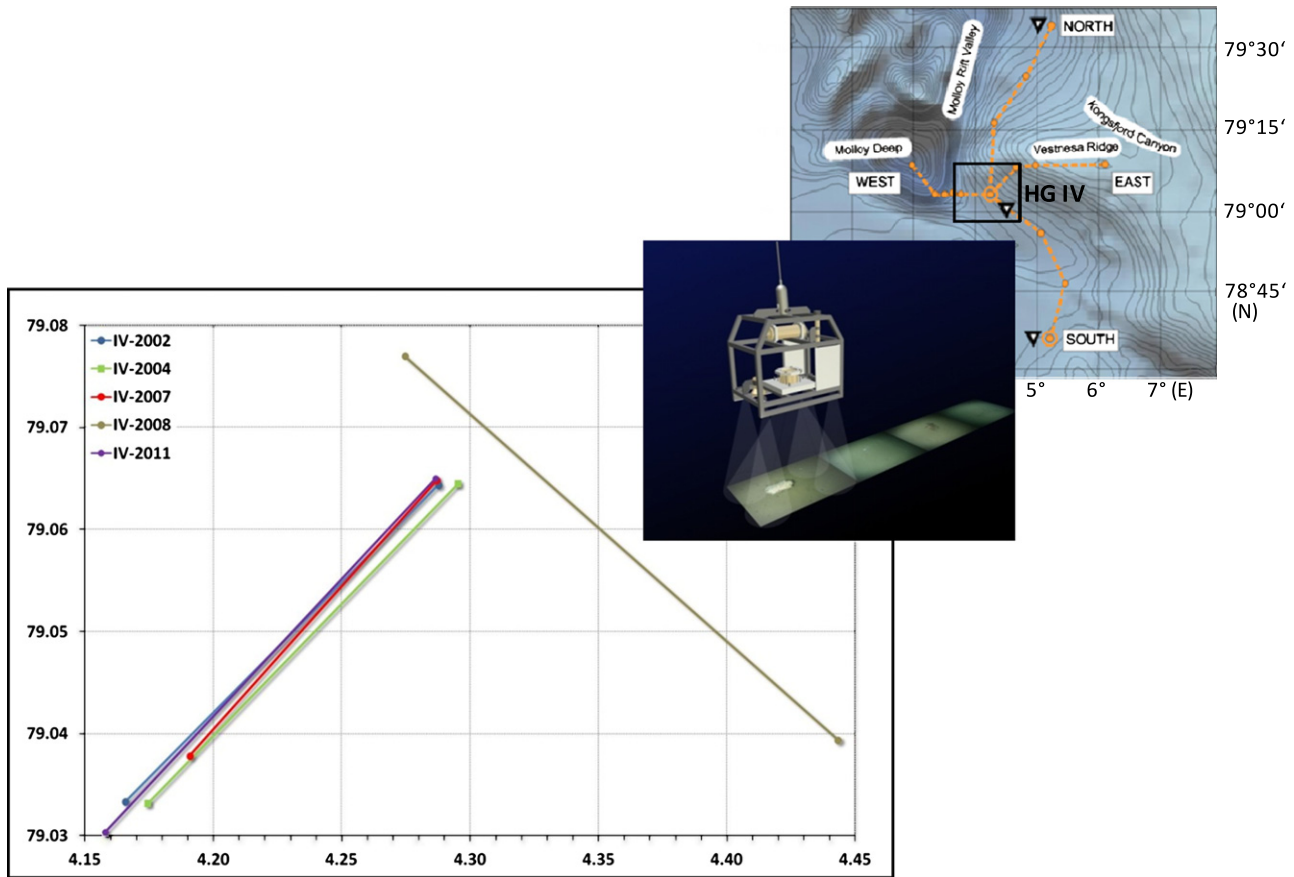 NORTH
Molloy Rift Valley
79°30‘
79°15‘
Kongsfjord Canyon
Molloy Deep
Vestnesa Ridge
WEST
EAST
HG IV
79°00‘
78°45‘
(N)
SOUTH
5°
6°
7° (E)
79.08
79.07
79.06
79.05
79.04
79.03
IV-2002
IV-2004
IV-2007
IV-2008
IV-2011
4.15
4.20
4.25
4.30
4.35
4.40
4.45